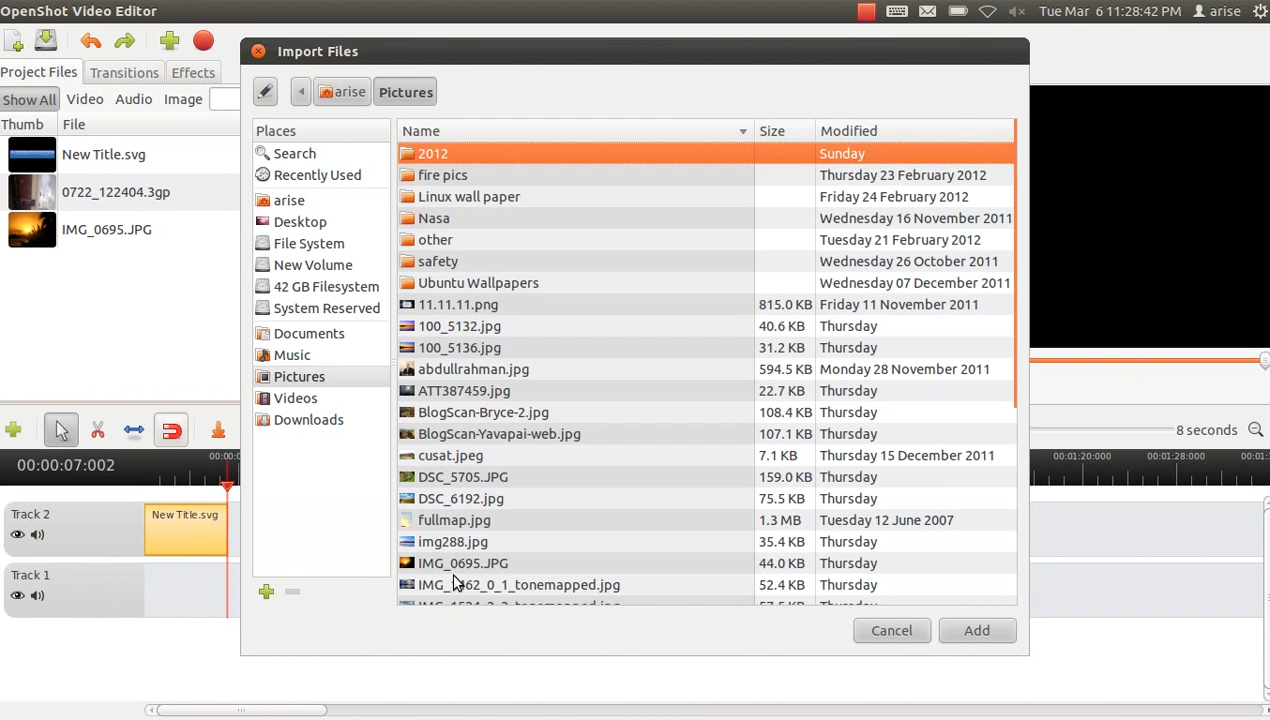 OpenShot Video Editor
Tue Mar 6 11:28:42 PM
arise
Import Files
Project Files
Transitions
Effects
Show All
Video
Audio
Image
Thumb
File
New Title.svg
0722_122404.3gp
IMG_0695.JPG
arise
Pictures
Places
Search
Recently Used
arise
Desktop
File System
New Volume
42 GB Filesystem
System Reserved
Documents
Music
Pictures
Videos
Downloads
Name Size Modified
2012 Sunday
fire pics Thursday 23 February 2012
Linux wall paper Friday 24 February 2012
Nasa Wednesday 16 November 2011
other Tuesday 21 February 2012
safety Wednesday 26 October 2011
Ubuntu Wallpapers Wednesday 07 December 2011
11.11.11.png 815.0 KB Friday 11 November 2011
100_5132.jpg 40.6 KB Thursday
100_5136.jpg 31.2 KB Thursday
abdullrahman.jpg 594.5 KB Monday 28 November 2011
ATT387459.jpg 22.7 KB Thursday
BlogScan-Bryce-2.jpg 108.4 KB Thursday
BlogScan-Yavapai-web.jpg 107.1 KB Thursday
cusat.jpeg 7.1 KB Thursday 15 December 2011
DSC_5705.JPG 159.0 KB Thursday
DSC_6192.jpg 75.5 KB Thursday
fullmap.jpg 1.3 MB Tuesday 12 June 2007
img288.jpg 35.4 KB Thursday
IMG_0695.JPG 44.0 KB Thursday
52.4 KB Thursday
Cancel
Add
8 seconds
00:00:07:002
00:01:20:000
00:01:28:000
Track 2
New Title.svg
Track 1